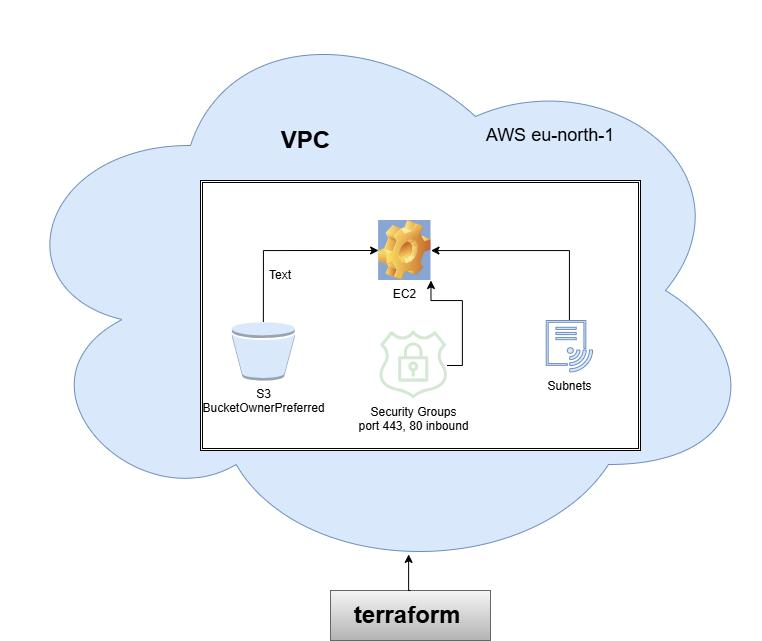 VPC
AWS eu-north-1
Text
EC2
S3
BucketOwnerPreferred
Security Groups
port 443, 80 inbound
Subnets
terraform